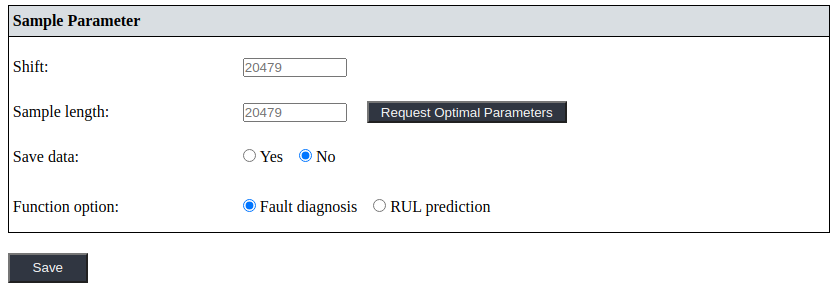 Sample Parameter
Shift: 20479
Sample length: 20479 Request Optimal Parameters
Save data: Yes No
Function option: Fault diagnosis RUL prediction
Save